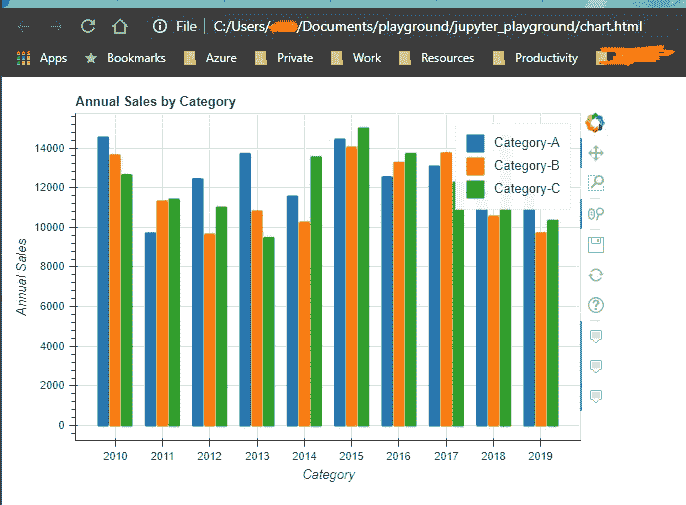 File | C:/Users/ /Documents/playground/jupyter_playground/chart.html
Apps Bookmarks Azure Private Work Resources Productivity
Annual Sales by Category
Category-A
Category-B
Category-C
14000
12000
10000
8000
6000
4000
2000
0
Annual Sales
2010 2011 2012 2013 2014 2015 2016 2017 2018 2019
Category